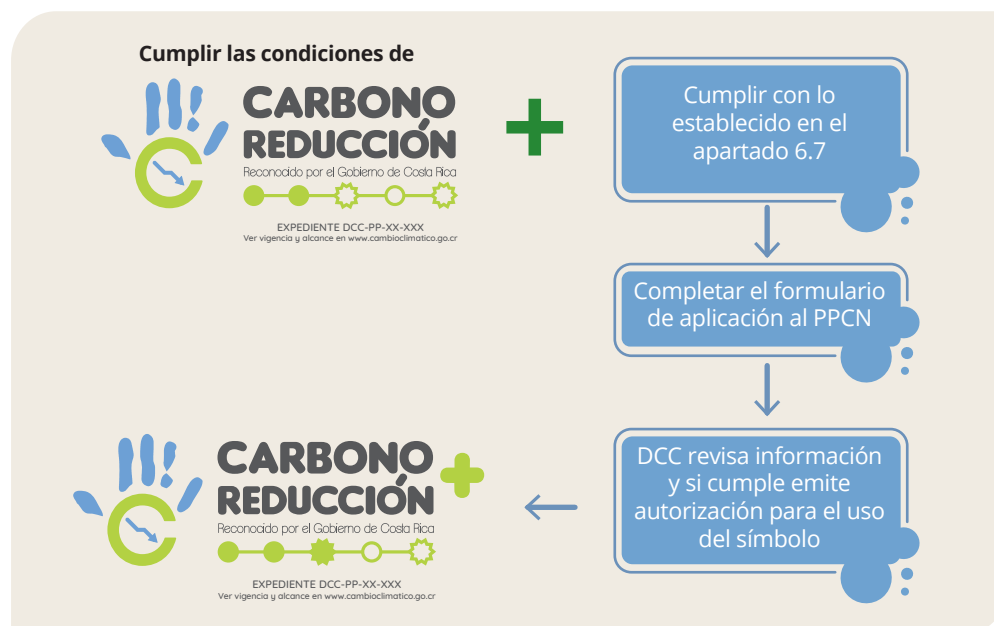 Cumplir las condiciones de
CARBONO
REDUCCIÓN
Reconocido por el Gobierno de Costa Rica
EXPEDIENTE DCC-PP-XX-XXX
Ver vigencia y alcance en www.cambioclimatico.go.cr
Cumplir con lo
establecido en el
apartado 6.7
Completar el formulario
de aplicación al PPCN
DCC revisa información
y si cumple emite
autorización para el uso
del símbolo
CARBONO
REDUCCIÓN
Reconocido por el Gobierno de Costa Rica
EXPEDIENTE DCC-PP-XX-XXX
Ver vigencia y alcance en www.cambioclimatico.go.cr